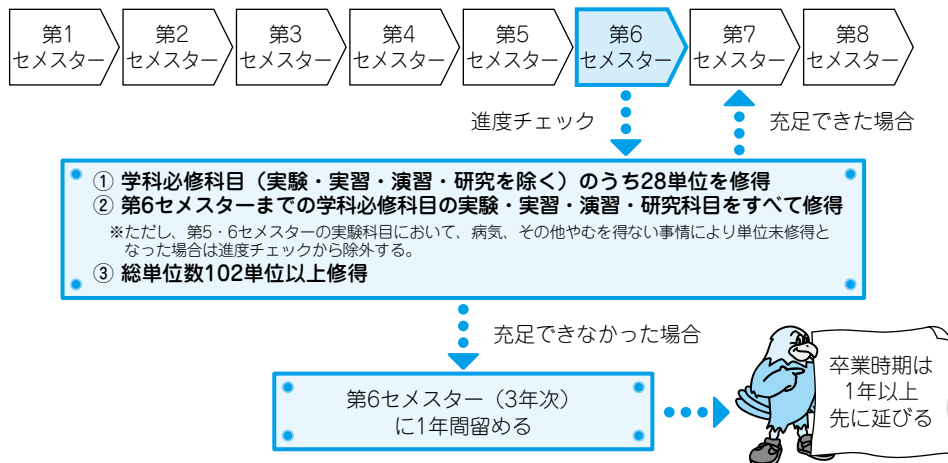 第1
セメスター
第2
セメスター
第3
セメスター
第4
セメスター
第5
セメスター
第6
セメスター
第7
セメスター
第8
セメスター
進度チェック
充足できた場合
① 学科必修科目（実験・実習・演習・研究を除く）のうち28単位を修得
② 第6セメスターまでの学科必修科目の実験・実習・演習・研究科目をすべて修得
※ただし、第5・6セメスターの実験科目において、病気、その他やむを得ない事情により単位未修得と
なった場合は進度チェックから除外する。
③ 総単位数102単位以上修得
充足できなかった場合
第6セメスター（3年次）
に1年間留める
卒業時期は
1年以上
先に延びる